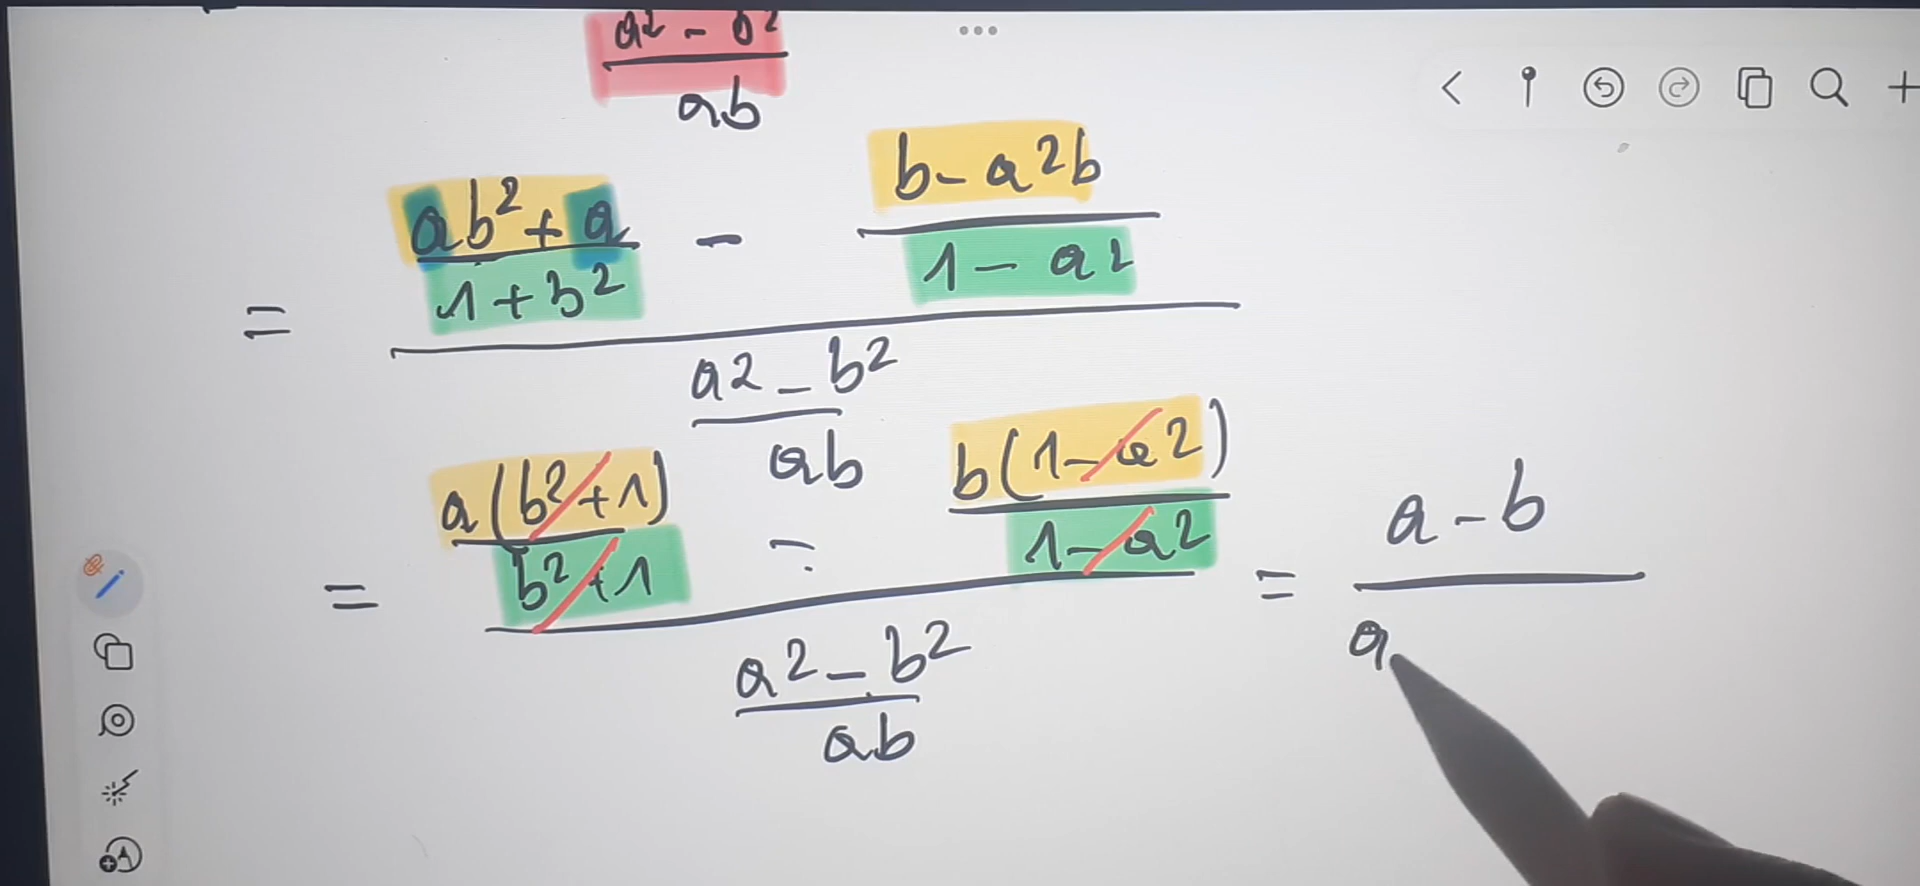 a² - b²
ab
ab² + a - b - a²b
1 + b² 1 - a²
=
a² - b²
ab
a(b² + 1) - b(1 - a²)
b² + 1 1 - a²
= = a - b
a
a² - b²
ab